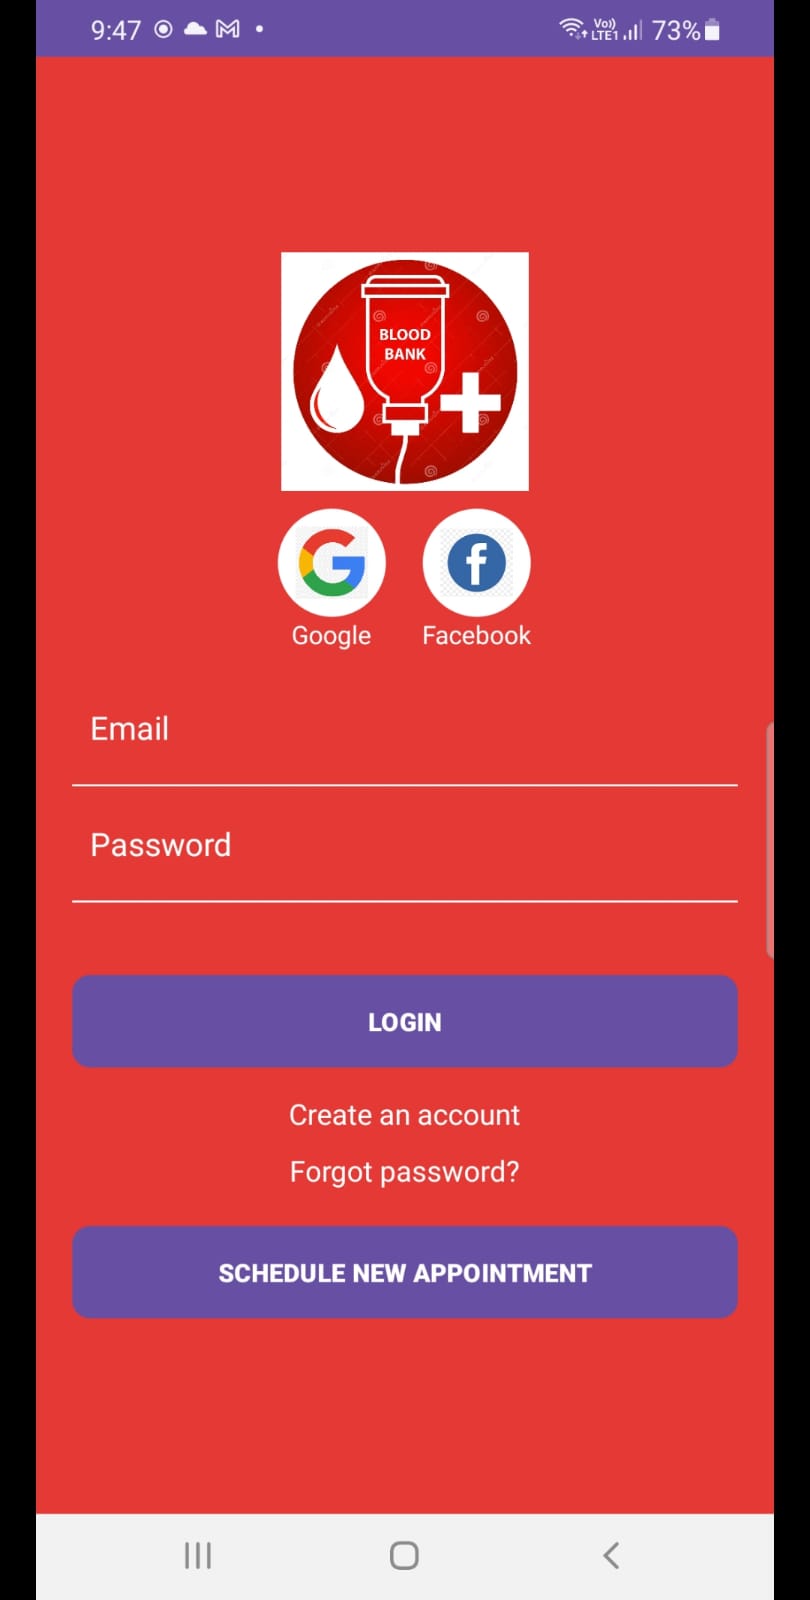 9:47
Vo)) LTE1 73%
BLOOD
BANK
Google Facebook
Email
Password
LOGIN
Create an account
Forgot password?
SCHEDULE NEW APPOINTMENT